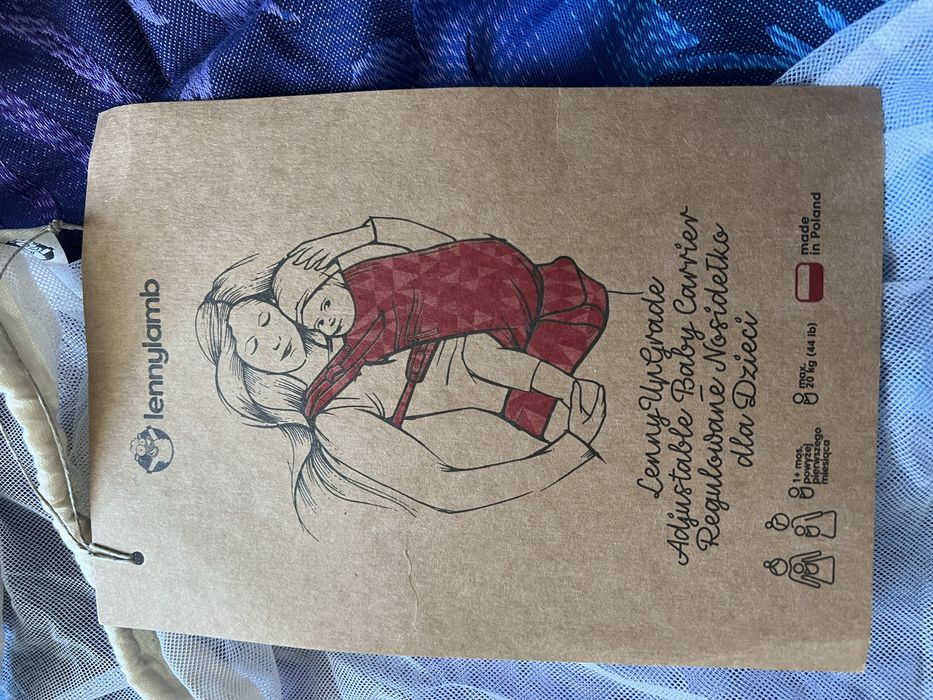 lennylamb
LennyUpGrade
Adjustable Baby Carrier
Regulowane Nosidełko
dla Dzieci
1+ mos.
powyżej
pierwszego
miesiąca
max.
20 kg (44 lb)
made
in Poland